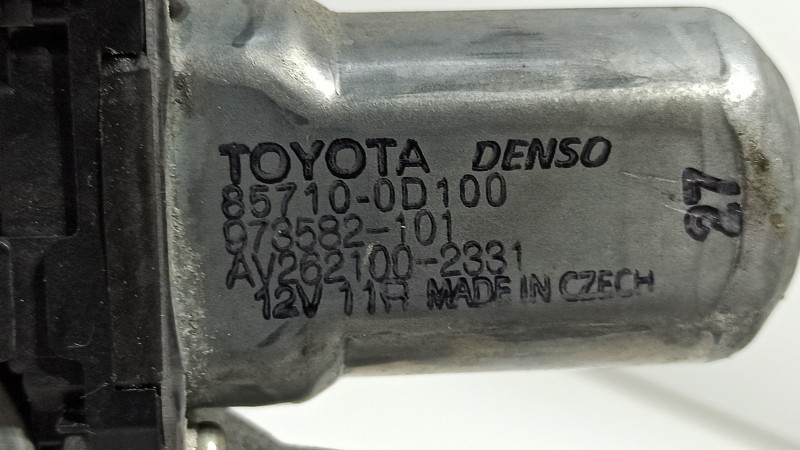 TOYOTA DENSO
85710-0D100
973582-101
AV262100-2331
12V 11R MADE IN CZECH
27